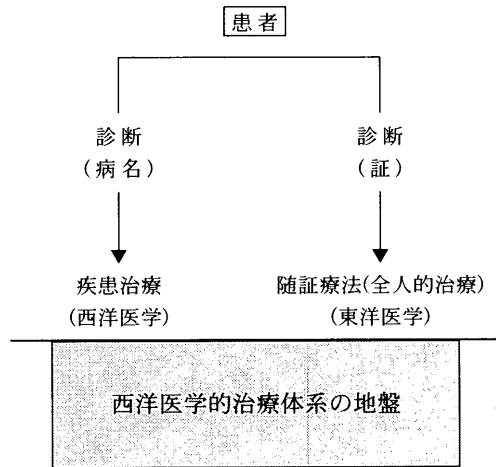 患者
診断
(病名)
診断
(証)
疾患治療
(西洋医学)
随証療法(全人的治療)
(東洋医学)
西洋医学的治療体系の地盤